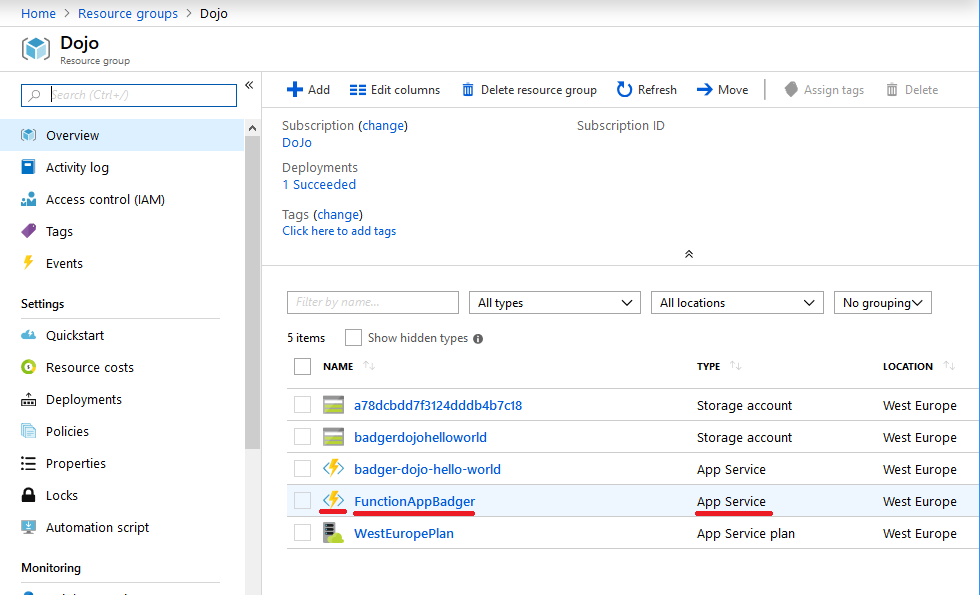 Home > Resource groups > Dojo
Dojo
Resource group
Search (Ctrl+/)
Overview
Activity log
Access control (IAM)
Tags
Events
Settings
Quickstart
Resource costs
Deployments
Policies
Properties
Locks
Automation script
Monitoring
Add Edit columns Delete resource group Refresh Move Assign tags Delete
Subscription (change) Subscription ID
DoJo
Deployments
1 Succeeded
Tags (change)
Click here to add tags
Filter by name... All types All locations No grouping
5 items Show hidden types
NAME TYPE LOCATION
a78dcbdd7f3124dddb4b7c18 Storage account West Europe
badgerdojohelloworld Storage account West Europe
badger-dojo-hello-world App Service West Europe
FunctionAppBadger App Service West Europe
WestEuropePlan App Service plan West Europe